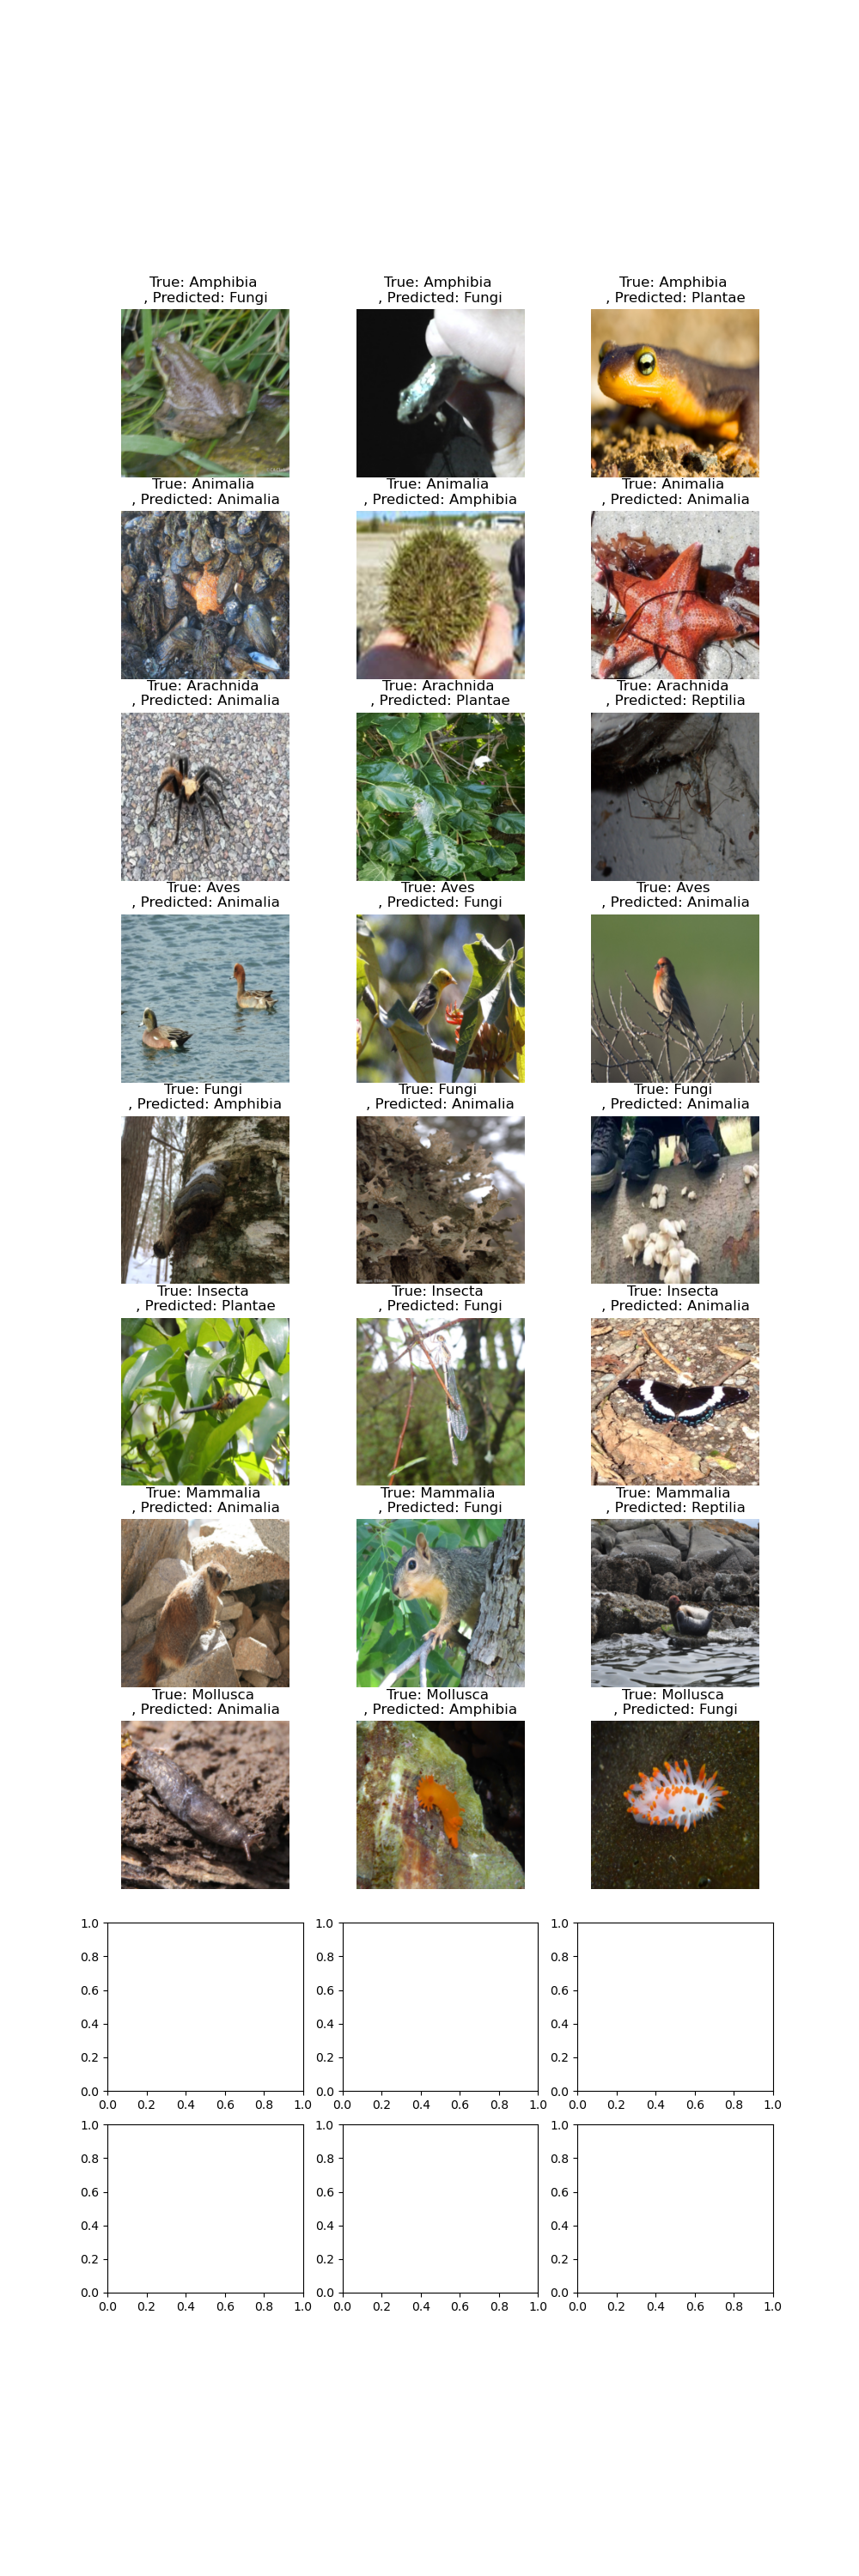 True: Amphibia
, Predicted: Fungi
True: Amphibia
, Predicted: Fungi
True: Amphibia
, Predicted: Plantae
True: Animalia
, Predicted: Animalia
True: Animalia
, Predicted: Amphibia
True: Animalia
, Predicted: Animalia
True: Arachnida
, Predicted: Animalia
True: Arachnida
, Predicted: Plantae
True: Arachnida
, Predicted: Reptilia
True: Aves
, Predicted: Animalia
True: Aves
, Predicted: Fungi
True: Aves
, Predicted: Animalia
True: Fungi
, Predicted: Amphibia
True: Fungi
, Predicted: Animalia
True: Fungi
, Predicted: Animalia
True: Insecta
, Predicted: Plantae
True: Insecta
, Predicted: Fungi
True: Insecta
, Predicted: Animalia
True: Mammalia
, Predicted: Animalia
True: Mammalia
, Predicted: Fungi
True: Mammalia
, Predicted: Reptilia
True: Mollusca
, Predicted: Animalia
True: Mollusca
, Predicted: Amphibia
True: Mollusca
, Predicted: Fungi
1.0
0.8
0.6
0.4
0.2
0.0
0.0 0.2 0.4 0.6 0.8 1.0
1.0
0.8
0.6
0.4
0.2
0.0
0.0 0.2 0.4 0.6 0.8 1.0
1.0
0.8
0.6
0.4
0.2
0.0
0.0 0.2 0.4 0.6 0.8 1.0
1.0
0.8
0.6
0.4
0.2
0.0
0.0 0.2 0.4 0.6 0.8 1.0
1.0
0.8
0.6
0.4
0.2
0.0
0.0 0.2 0.4 0.6 0.8 1.0
1.0
0.8
0.6
0.4
0.2
0.0
0.0 0.2 0.4 0.6 0.8 1.0